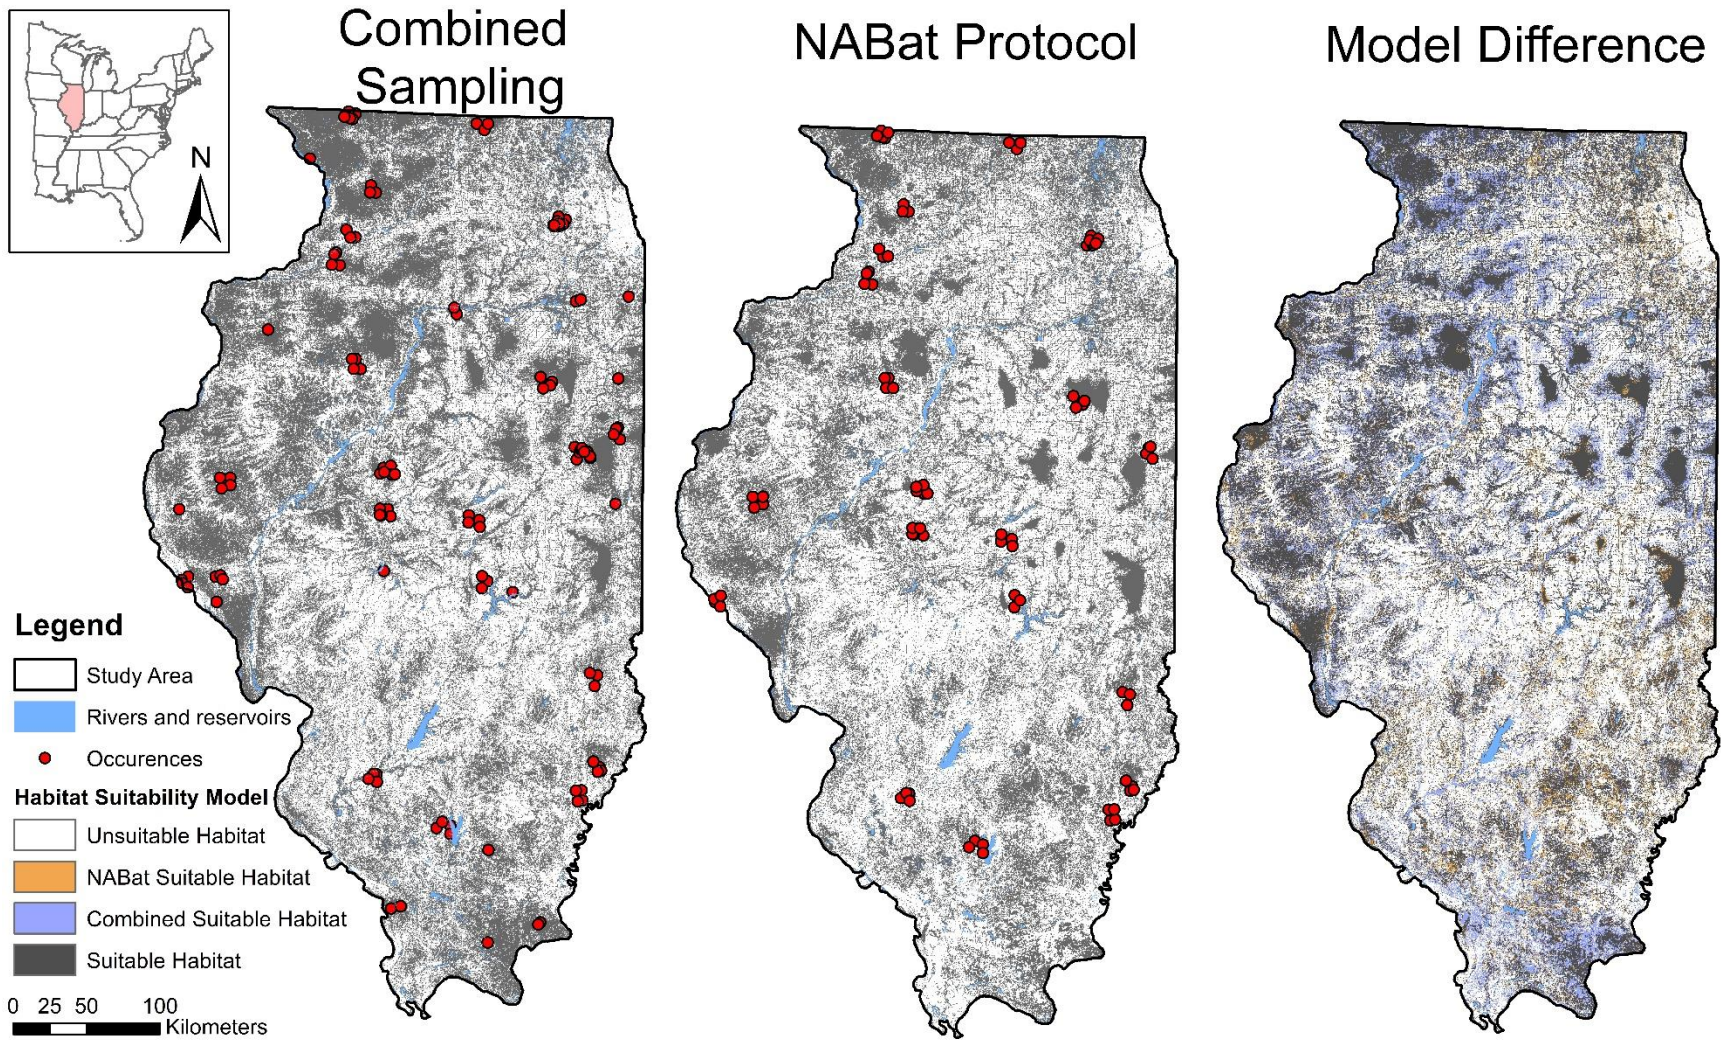 Combined
Sampling
NABat Protocol
Model Difference
N
Legend
Study Area
Rivers and reservoirs
Occurences
Habitat Suitability Model
Unsuitable Habitat
NABat Suitable Habitat
Combined Suitable Habitat
Suitable Habitat
0 25 50 100
Kilometers